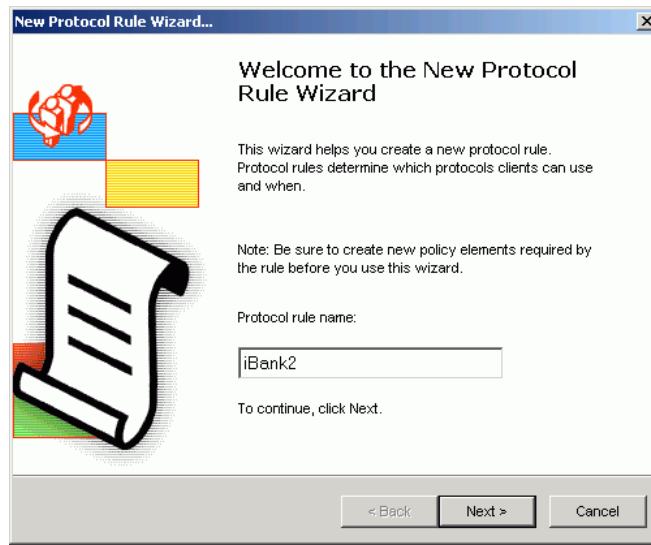 New Protocol Rule Wizard...
Welcome to the New Protocol
Rule Wizard
This wizard helps you create a new protocol rule.
Protocol rules determine which protocols clients can use
and when.
Note: Be sure to create new policy elements required by
the rule before you use this wizard.
Protocol rule name:
iBank2
To continue, click Next.
< Back
Next >
Cancel